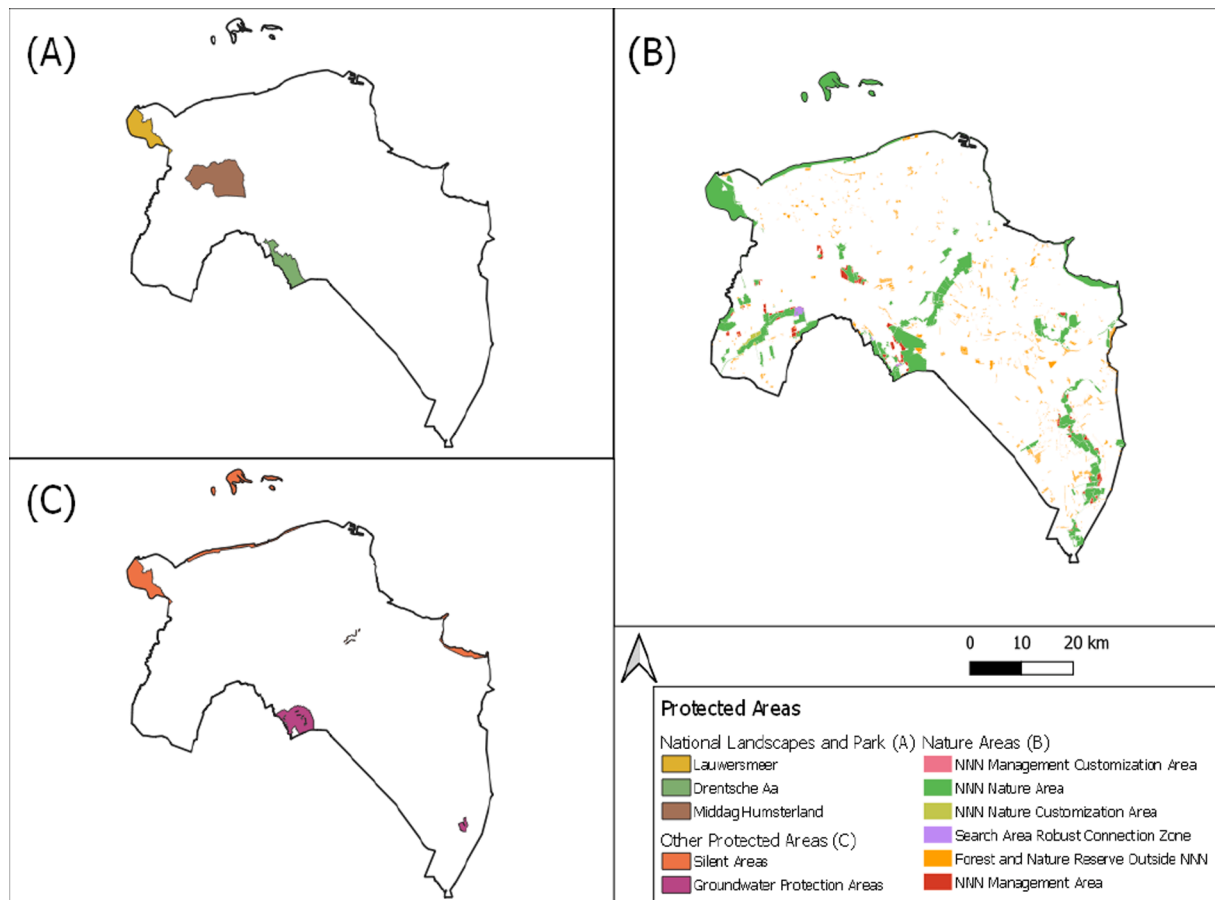 (A)
(B)
(C)
0 10 20 km
Protected Areas
National Landscapes and Park (A)
Lauwersmeer
Drentsche Aa
Middag Humsterland
Other Protected Areas (C)
Silent Areas
Groundwater Protection Areas
Nature Areas (B)
NNN Management Customization Area
NNN Nature Area
NNN Nature Customization Area
Search Area Robust Connection Zone
Forest and Nature Reserve Outside NNN
NNN Management Area